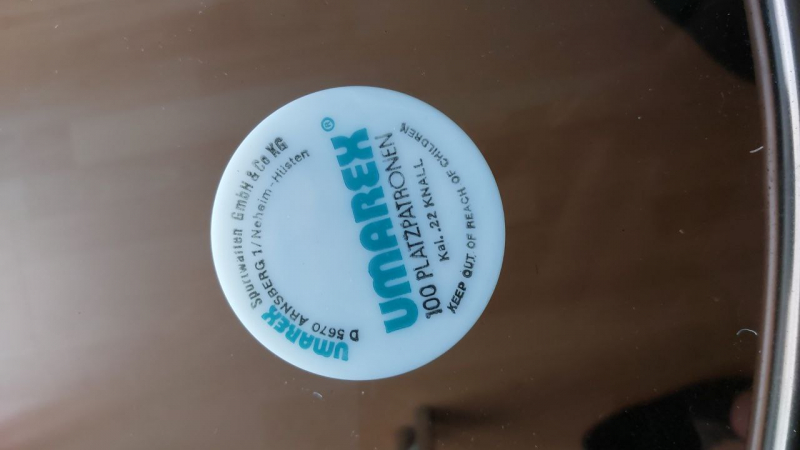 UMAREX Sportwaffen GmbH & Co KG
D 5670 ARNSBERG 1/Neheim-Hüsten
UMAREX®
100 PLATZPATRONEN
Kal. .22 KNALL
KEEP OUT OF REACH OF CHILDREN